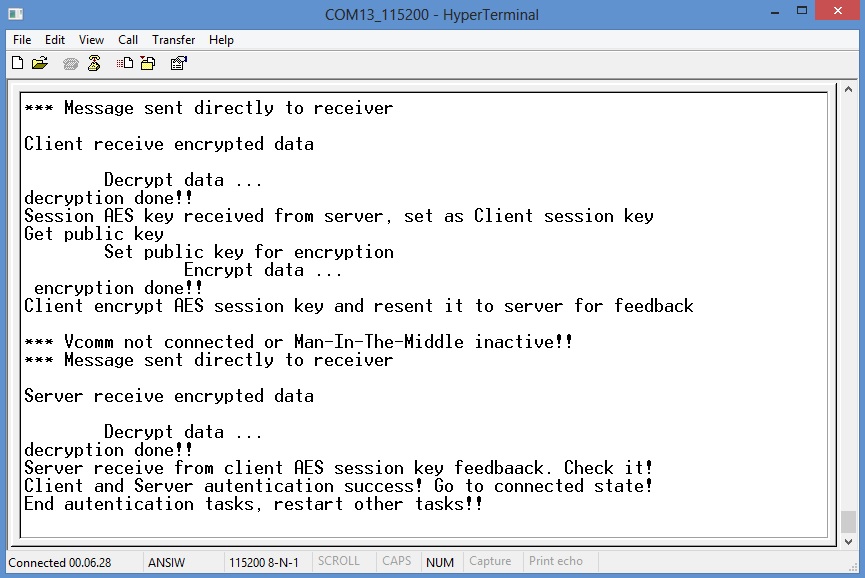 COM13_115200 - HyperTerminal
File Edit View Call Transfer Help
*** Message sent directly to receiver
Client receive encrypted data
Decrypt data ...
decryption done!!
Session AES key received from server, set as Client session key
Get public key
Set public key for encryption
Encrypt data ...
encryption done!!
Client encrypt AES session key and resent it to server for feedback
*** Vcomm not connected or Man-In-The-Middle inactive!!
*** Message sent directly to receiver
Server receive encrypted data
Decrypt data ...
decryption done!!
Server receive from client AES session key feedbaack. Check it!
Client and Server autentication success! Go to connected state!
End autentication tasks, restart other tasks!!
Connected 00.06.28 ANSIW 115200 8-N-1 SCROLL CAPS NUM Capture Print echo